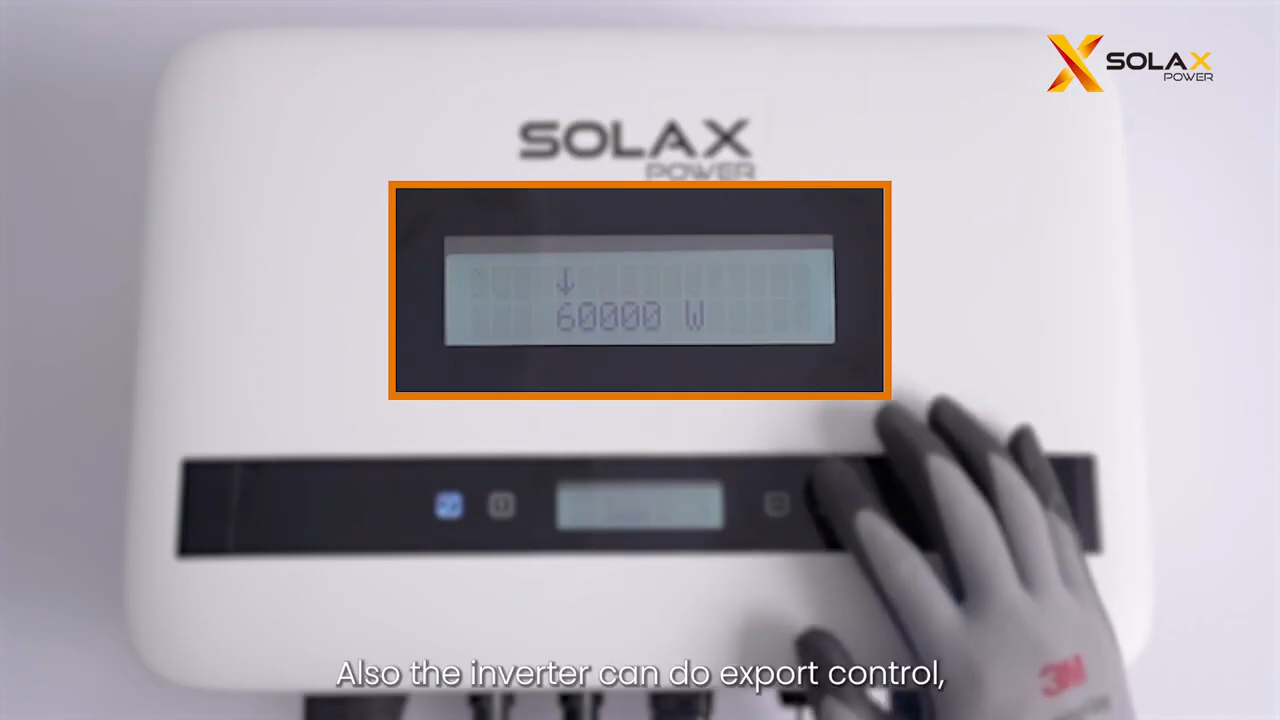 SOLAX
POWER
SOLAX
POWER
↓
60000 W
Also the inverter can do export control,
3M